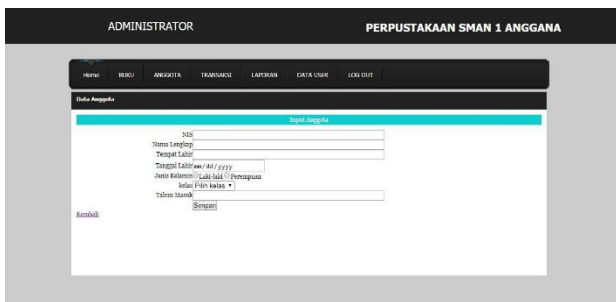 ADMINISTRATOR PERPUSTAKAAN SMAN 1 ANGGANA
Home BUKU ANGGOTA TRANSAKSI LAPORAN DATA USER LOG OUT
Data Anggota
Input Anggota
NIS
Nama Lengkap
Tempat Lahir
Tanggal Lahir mm/dd/yyyy
Jenis Kelamin Laki-laki Perempuan
kelas Pilih kelas
Tahun Masuk
Simpan
Kembali